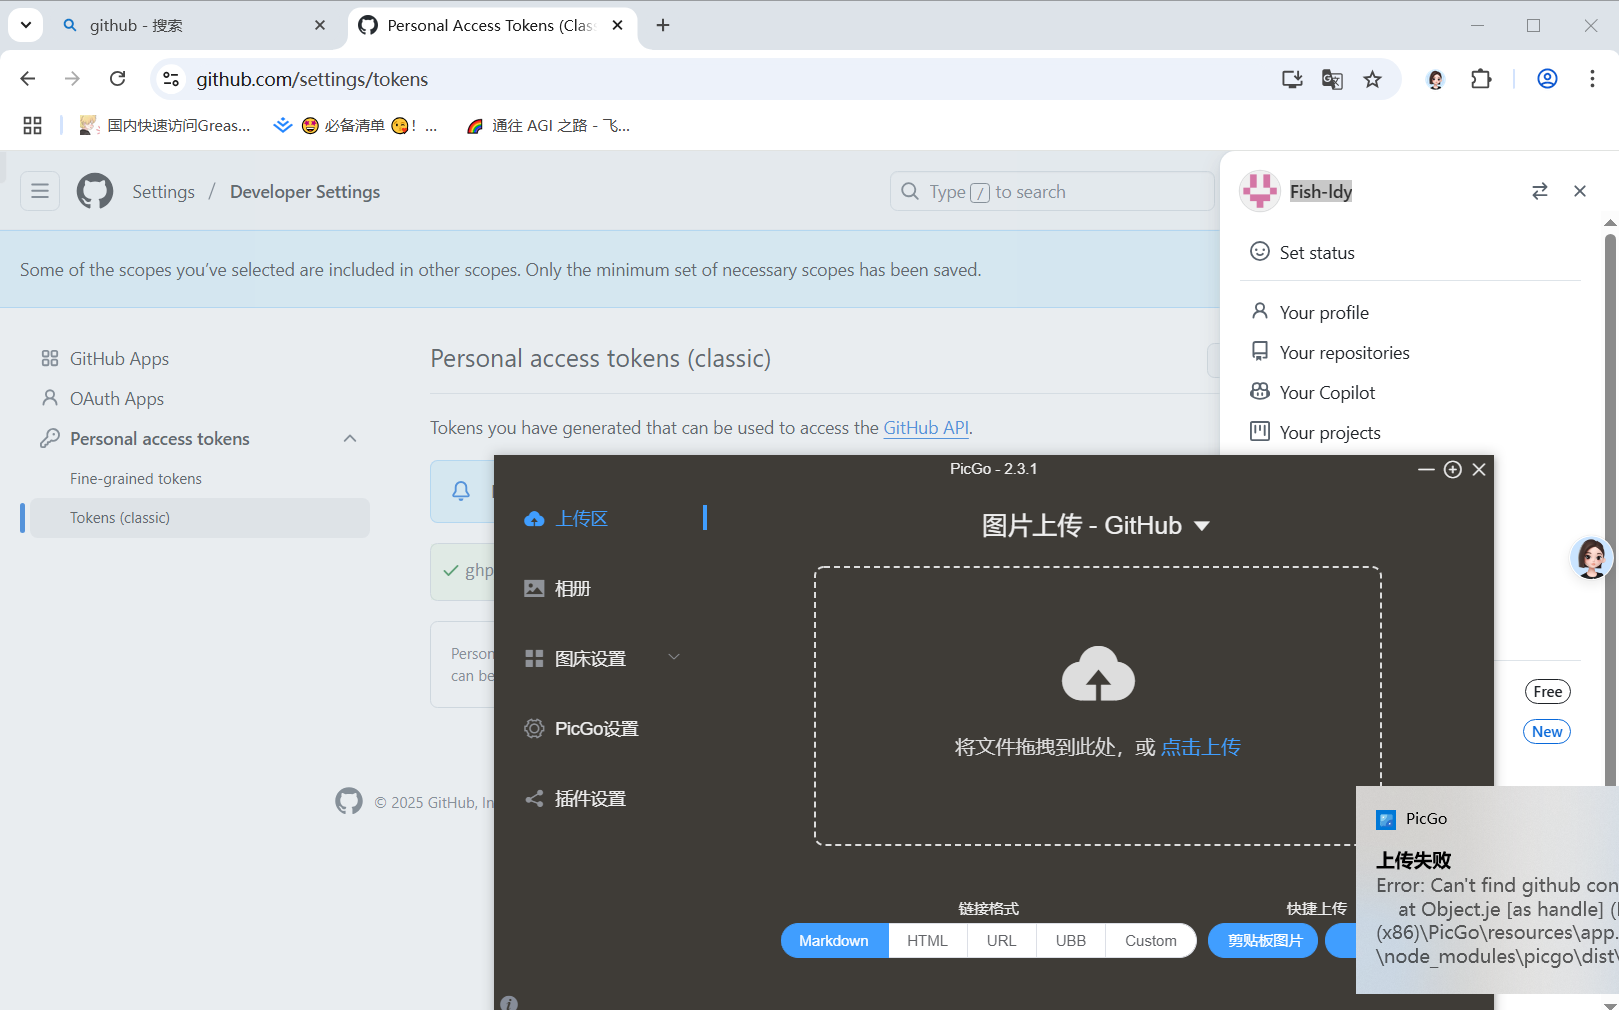 github - 搜索
Personal Access Tokens (Clas
github.com/settings/tokens
国内快速访问Greas...
必备清单 ！ ...
通往 AGI 之路 - 飞...
Settings / Developer Settings
Type / to search
Fish-ldy
Set status
Some of the scopes you’ve selected are included in other scopes. Only the minimum set of necessary scopes has been saved.
Your profile
Your repositories
Your Copilot
Your projects
GitHub Apps
OAuth Apps
Personal access tokens
Fine-grained tokens
Tokens (classic)
Personal access tokens (classic)
Tokens you have generated that can be used to access the GitHub API.
ghp
Person
can be
© 2025 GitHub, In
Free
New
PicGo - 2.3.1
上传区
相册
图床设置
PicGo设置
插件设置
图片上传 - GitHub
将文件拖拽到此处，或 点击上传
链接格式
快捷上传
Markdown
HTML
URL
UBB
Custom
剪贴板图片
PicGo
上传失败
Error: Can't find github con
at Object.je [as handle] (
(x86)\PicGo\resources\app.
\node_modules\picgo\dist\